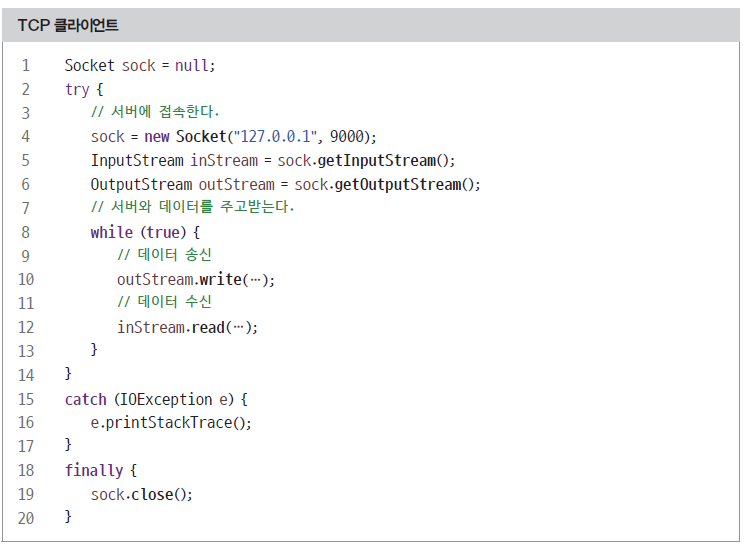 TCP 클라이언트
1 Socket sock = null;
2 try {
3 // 서버에 접속한다.
4 sock = new Socket("127.0.0.1", 9000);
5 InputStream inStream = sock.getInputStream();
6 OutputStream outStream = sock.getOutputStream();
7 // 서버와 데이터를 주고받는다.
8 while (true) {
9 // 데이터 송신
10 outStream.write(…);
11 // 데이터 수신
12 inStream.read(…);
13 }
14 }
15 catch (IOException e) {
16 e.printStackTrace();
17 }
18 finally {
19 sock.close();
20 }